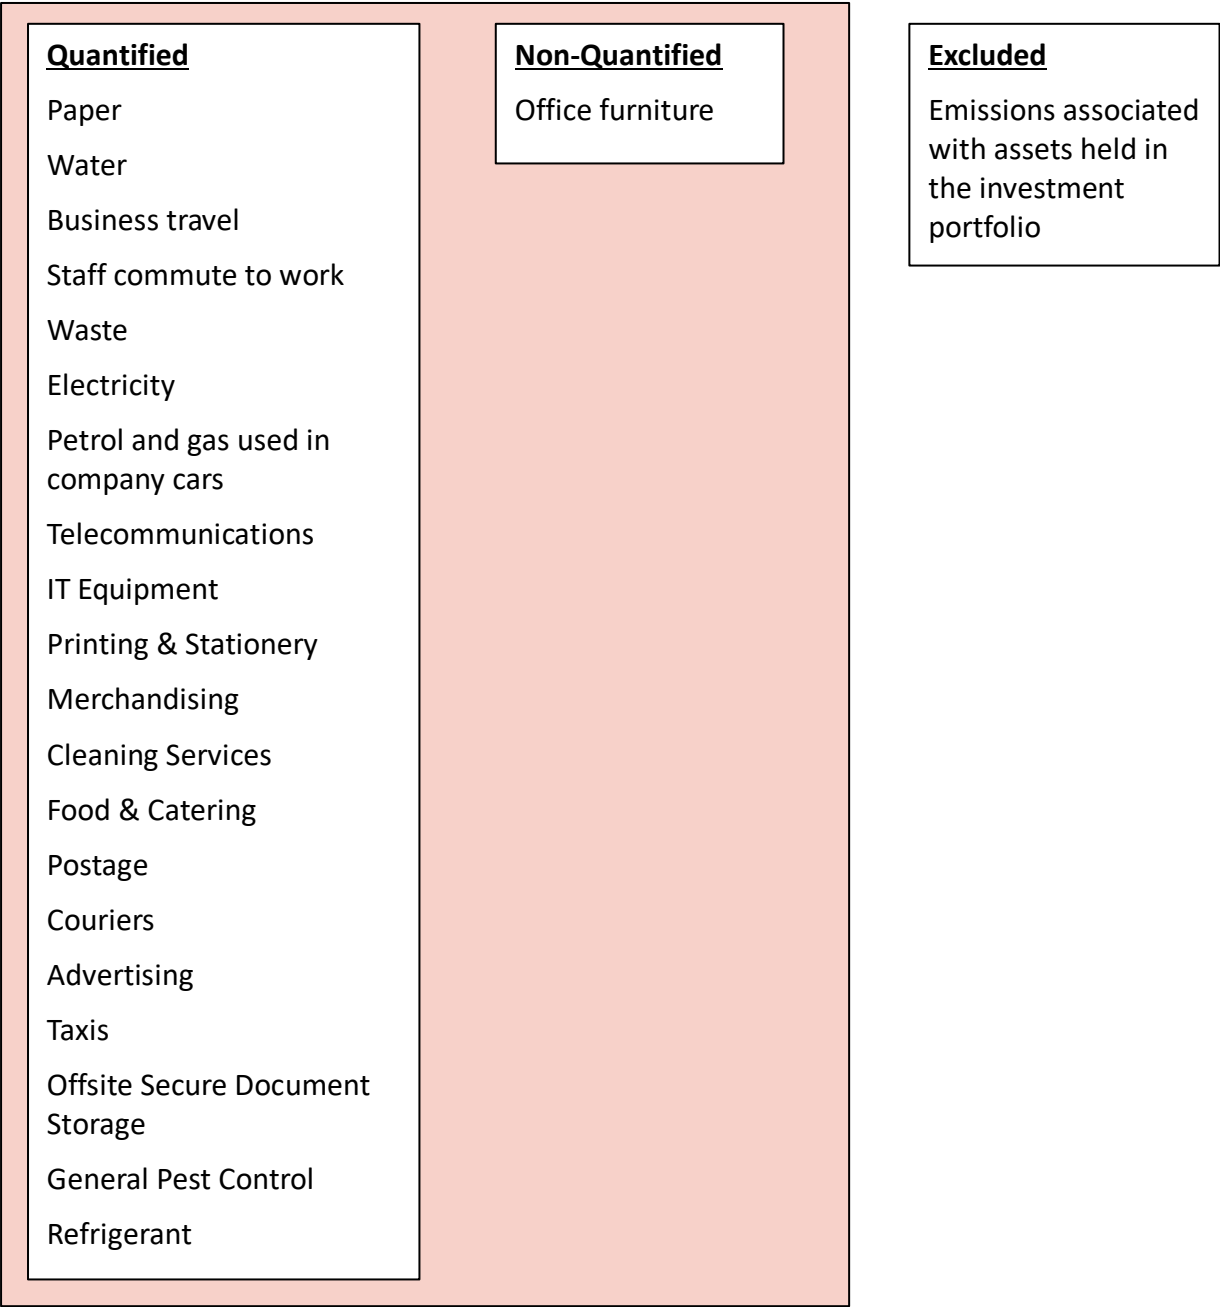 Quantified
Paper
Water
Business travel
Staff commute to work
Waste
Electricity
Petrol and gas used in
company cars
Telecommunications
IT Equipment
Printing & Stationery
Merchandising
Cleaning Services
Food & Catering
Postage
Couriers
Advertising
Taxis
Offsite Secure Document
Storage
General Pest Control
Refrigerant
Non-Quantified
Office furniture
Excluded
Emissions associated
with assets held in
the investment
portfolio